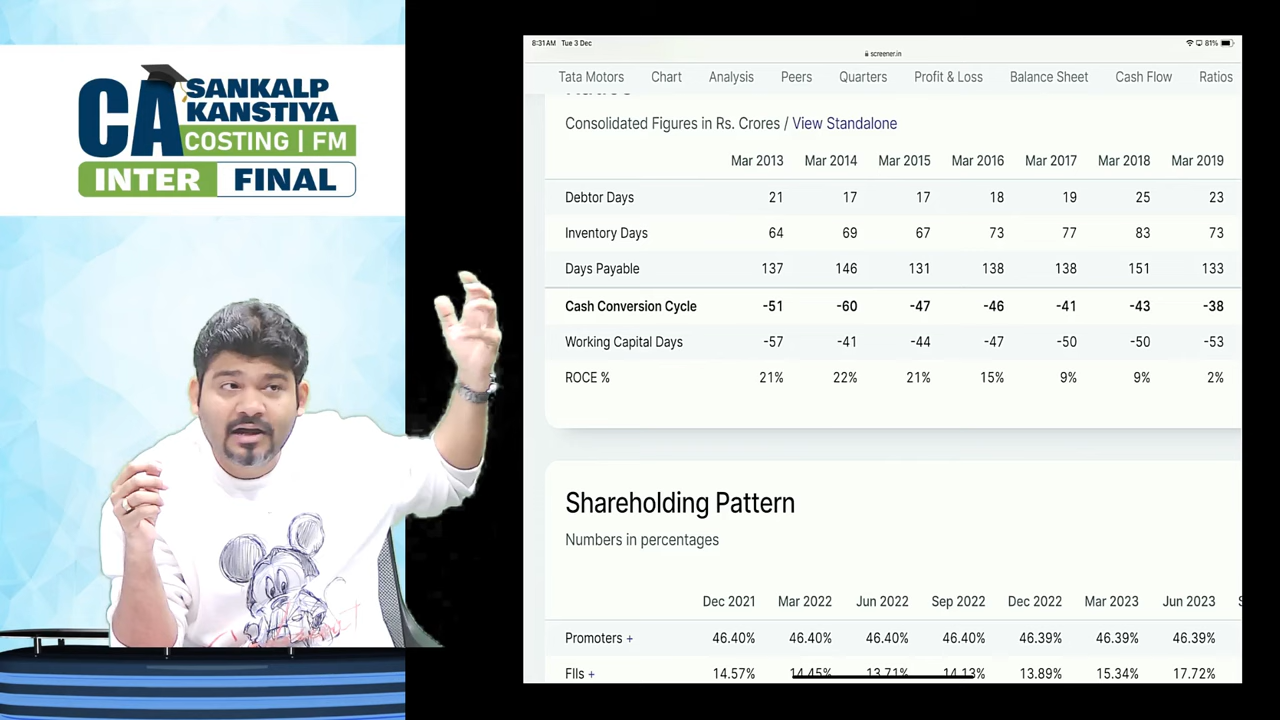 CA
SANKALP
KANSTIYA
COSTING | FM
INTER FINAL
8:31 AM Tue 3 Dec
screener.in
81%
Tata Motors Chart Analysis Peers Quarters Profit & Loss Balance Sheet Cash Flow Ratios
Consolidated Figures in Rs. Crores / View Standalone
Mar 2013 Mar 2014 Mar 2015 Mar 2016 Mar 2017 Mar 2018 Mar 2019
Debtor Days 21 17 17 18 19 25 23
Inventory Days 64 69 67 73 77 83 73
Days Payable 137 146 131 138 138 151 133
Cash Conversion Cycle -51 -60 -47 -46 -41 -43 -38
Working Capital Days -57 -41 -44 -47 -50 -50 -53
ROCE % 21% 22% 21% 15% 9% 9% 2%
Shareholding Pattern
Numbers in percentages
Dec 2021 Mar 2022 Jun 2022 Sep 2022 Dec 2022 Mar 2023 Jun 2023
Promoters + 46.40% 46.40% 46.40% 46.40% 46.39% 46.39% 46.39%
FIIs + 14.57% 14.45% 13.71% 14.13% 13.89% 15.34% 17.72%